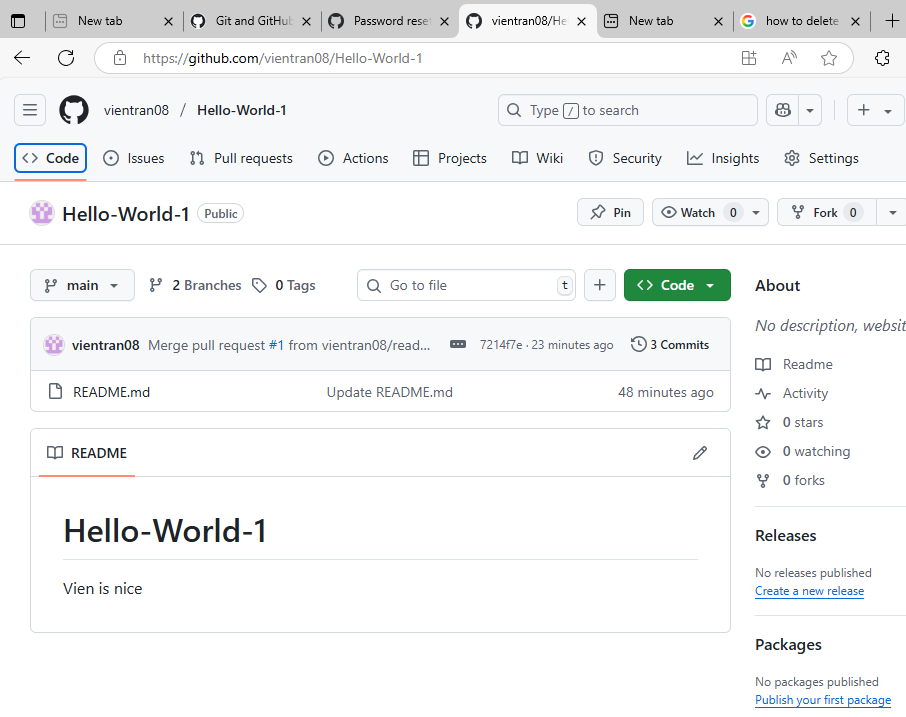 New tab
Git and GitHub
Password reset
vientran08/He
New tab
how to delete
https://github.com/vientran08/Hello-World-1
vientran08 / Hello-World-1
Type / to search
Code
Issues
Pull requests
Actions
Projects
Wiki
Security
Insights
Settings
Hello-World-1 Public
Pin
Watch 0
Fork 0
main
2 Branches
0 Tags
Go to file t
Code
vientran08 Merge pull request #1 from vientran08/read... 7214f7e · 23 minutes ago 3 Commits
README.md Update README.md 48 minutes ago
README
Hello-World-1
Vien is nice
About
No description, websit
Readme
Activity
0 stars
0 watching
0 forks
Releases
No releases published
Create a new release
Packages
No packages published
Publish your first package